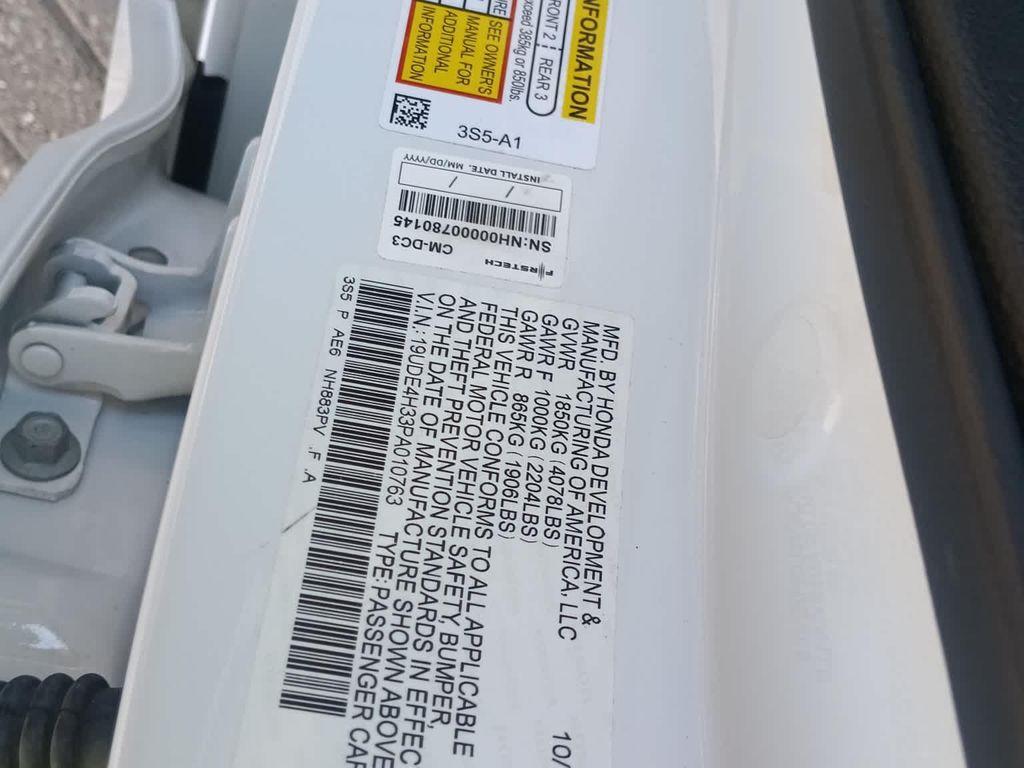 INFORMATION
FRONT 2 REAR 3
exceed 385kg or 850lbs.
SEE OWNER'S
MANUAL FOR
ADDITIONAL
INFORMATION
3S5-A1
FIRSTECH
CM-DC3
SN:NH00000780145
INSTALL DATE. MM/DD/YYYY
/ /
MFD BY HONDA DEVELOPMENT &
MANUFACTURING OF AMERICA. LLC 10/
GVWR 1850KG (4078LBS)
GAWR F 1000KG (2204LBS)
GAWR R 865KG (1906LBS)
THIS VEHICLE CONFORMS TO ALL APPLICABLE
FEDERAL MOTOR VEHICLE SAFETY, BUMPER,
AND THEFT PREVENTION STANDARDS IN EFFEC
ON THE DATE OF MANUFACTURE SHOWN ABOVE
V.I.N.:19UDE4H33PA010763 TYPE:PASSENGER CAR
3S5 P AE6 NH883PY .F .A